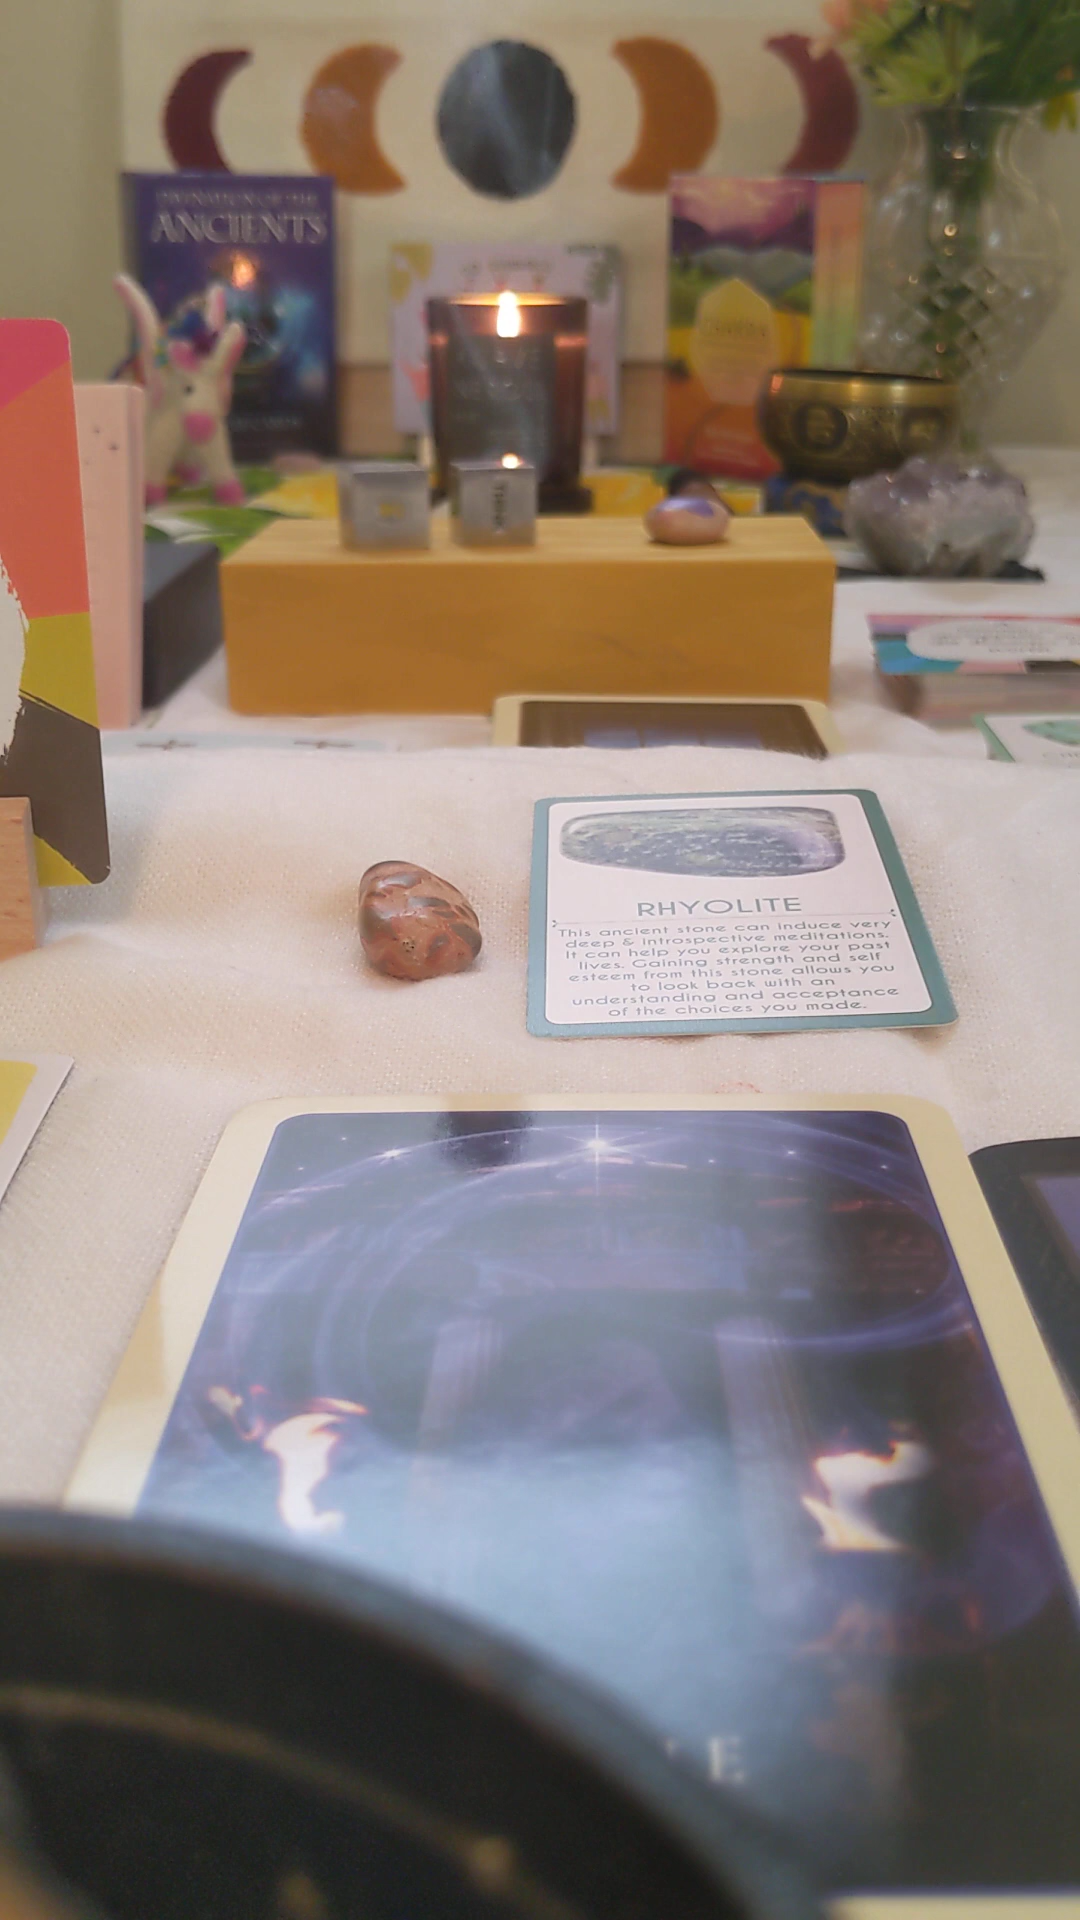 DIVINATION OF THE
ANCIENTS
RHYOLITE
This ancient stone can induce very
deep & introspective meditations.
It can help you explore your past
lives. Gaining strength and self
esteem from this stone allows you
to look back with an
understanding and acceptance
of the choices you made.
E